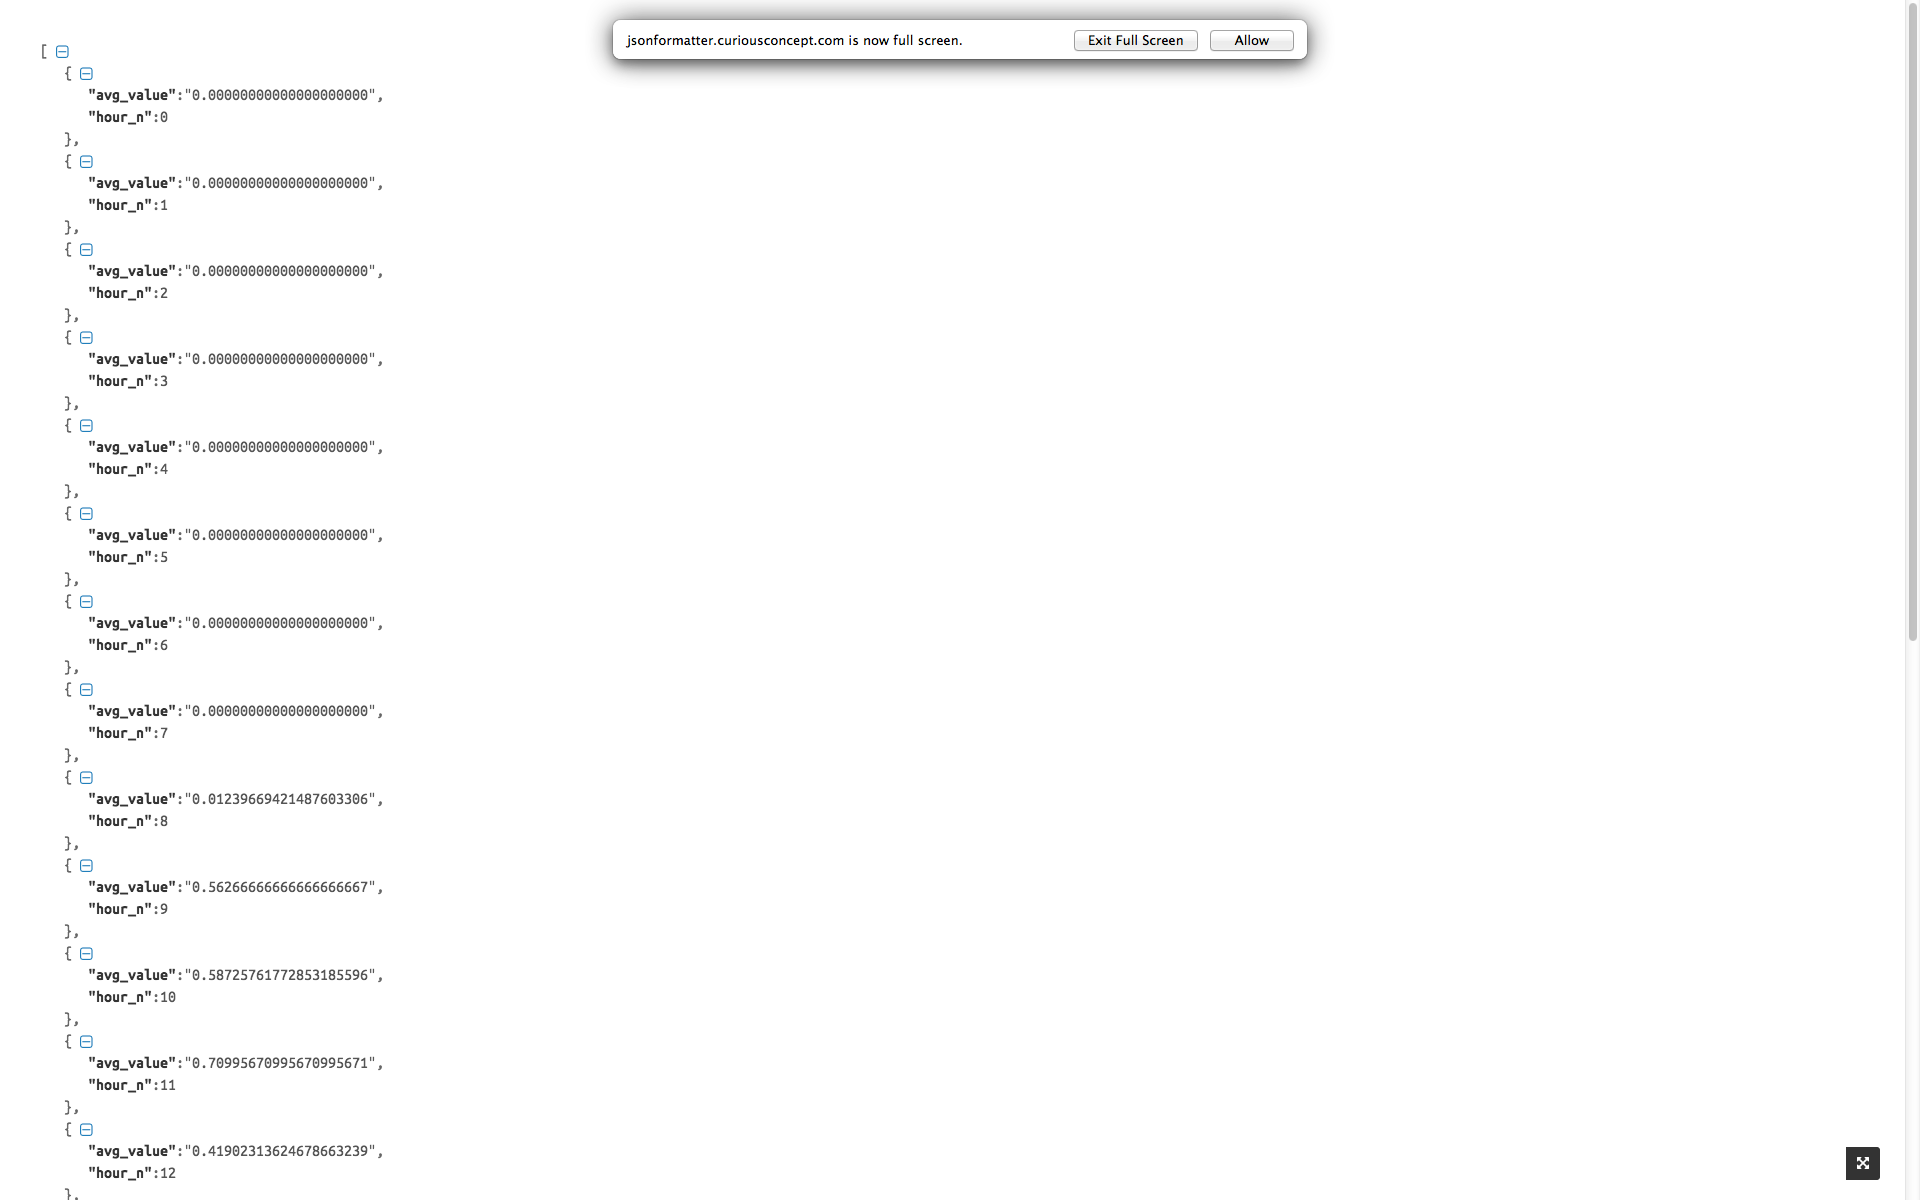 jsonformatter.curiousconcept.com is now full screen. Exit Full Screen Allow
[
{
"avg_value":"0.00000000000000000000",
"hour_n":0
},
{
"avg_value":"0.00000000000000000000",
"hour_n":1
},
{
"avg_value":"0.00000000000000000000",
"hour_n":2
},
{
"avg_value":"0.00000000000000000000",
"hour_n":3
},
{
"avg_value":"0.00000000000000000000",
"hour_n":4
},
{
"avg_value":"0.00000000000000000000",
"hour_n":5
},
{
"avg_value":"0.00000000000000000000",
"hour_n":6
},
{
"avg_value":"0.00000000000000000000",
"hour_n":7
},
{
"avg_value":"0.01239669421487603306",
"hour_n":8
},
{
"avg_value":"0.56266666666666666667",
"hour_n":9
},
{
"avg_value":"0.58725761772853185596",
"hour_n":10
},
{
"avg_value":"0.70995670995670995671",
"hour_n":11
},
{
"avg_value":"0.41902313624678663239",
"hour_n":12
},